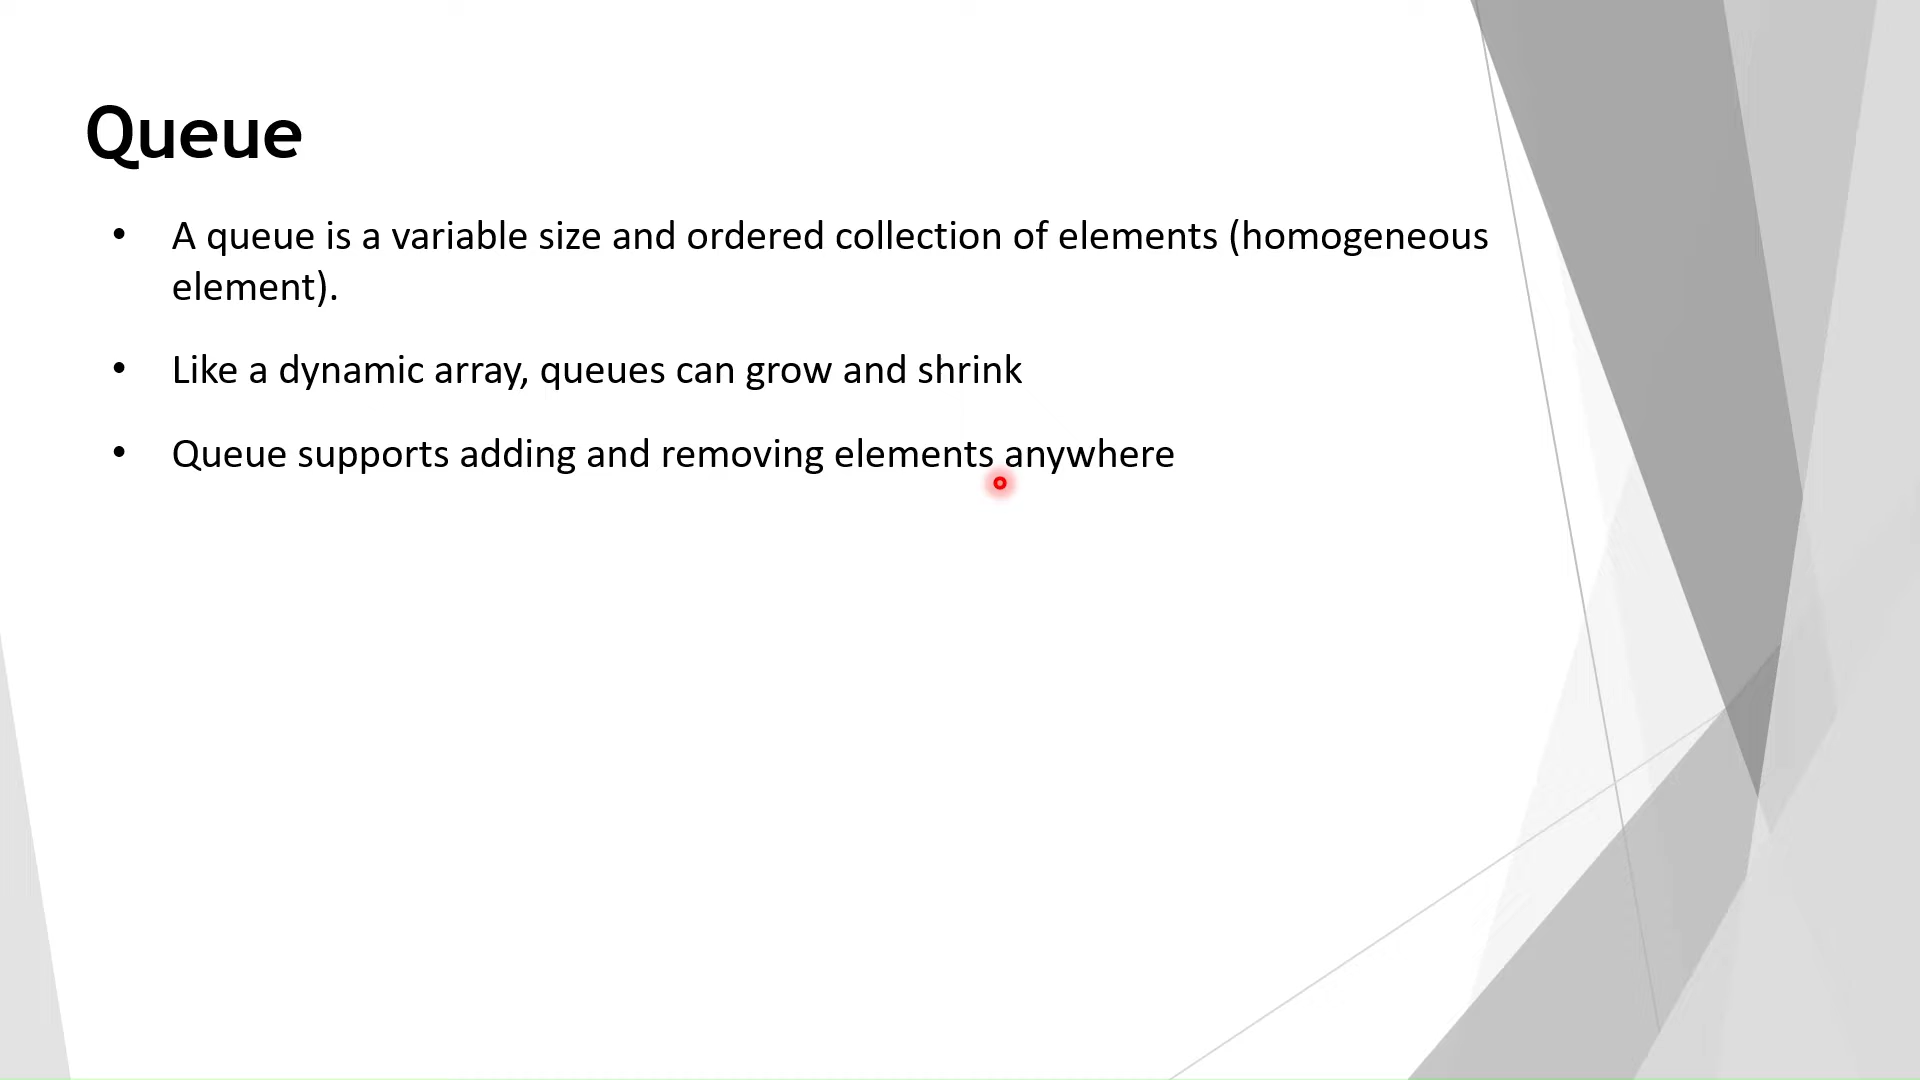 Queue
• A queue is a variable size and ordered collection of elements (homogeneous
element).
• Like a dynamic array, queues can grow and shrink
• Queue supports adding and removing elements anywhere